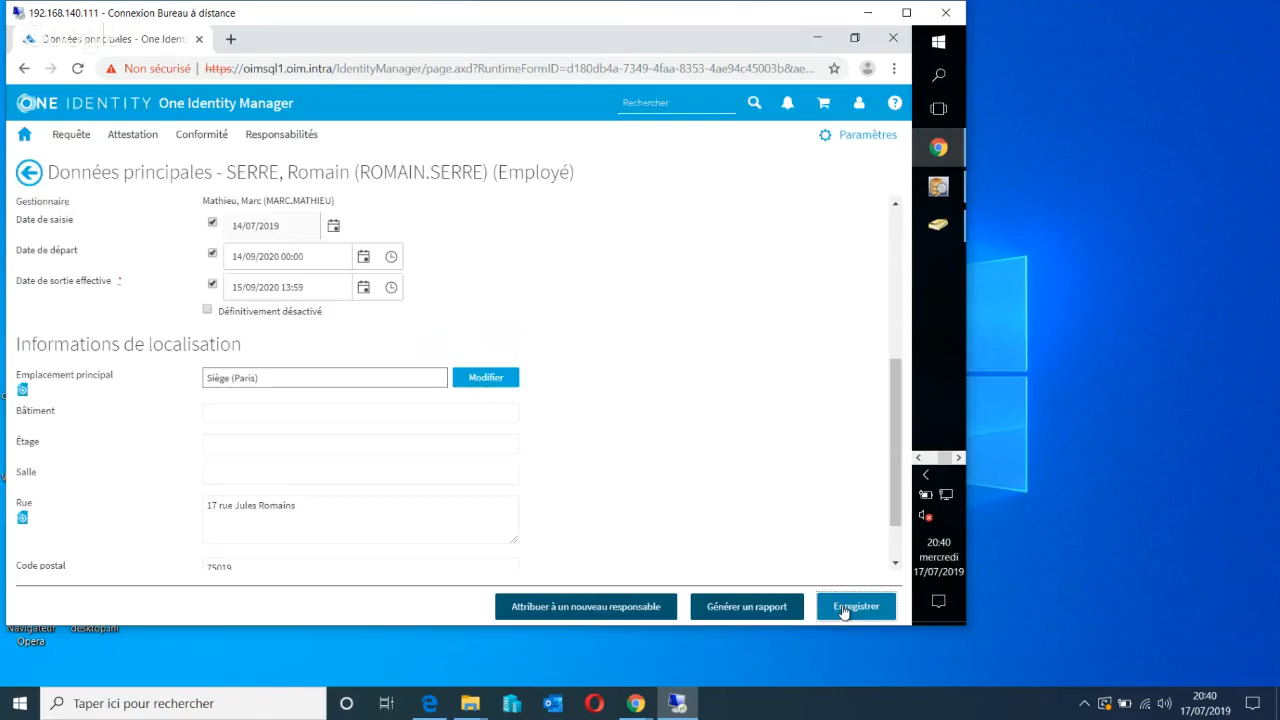 192.168.140.111 - Connexion Bureau à distance
Données principales - One Identi
Non sécurisé
https://oimsql1.oim.intra/IdentityManager/page.axd?RuntimeFormID=d180db4a-7349-4faa-8353-4ae94c45003b&ae...
ONE IDENTITY One Identity Manager
Rechercher
Requête Attestation Conformité Responsabilités
Paramètres
Données principales - SERRE, Romain (ROMAIN.SERRE) (Employé)
Gestionnaire Mathieu, Marc (MARC.MATHIEU)
Date de saisie 14/07/2019
Date de départ 14/09/2020 00:00
Date de sortie effective 15/09/2020 13:59
Définitivement désactivé
Informations de localisation
Emplacement principal Siège (Paris) Modifier
Bâtiment
Étage
Salle
Rue 17 rue Jules Romains
Code postal 75019
Attribuer à un nouveau responsable Générer un rapport Enregistrer
20:40
mercredi
17/07/2019
Navigateur
Opera
desktop.ini
Taper ici pour rechercher
20:40
17/07/2019